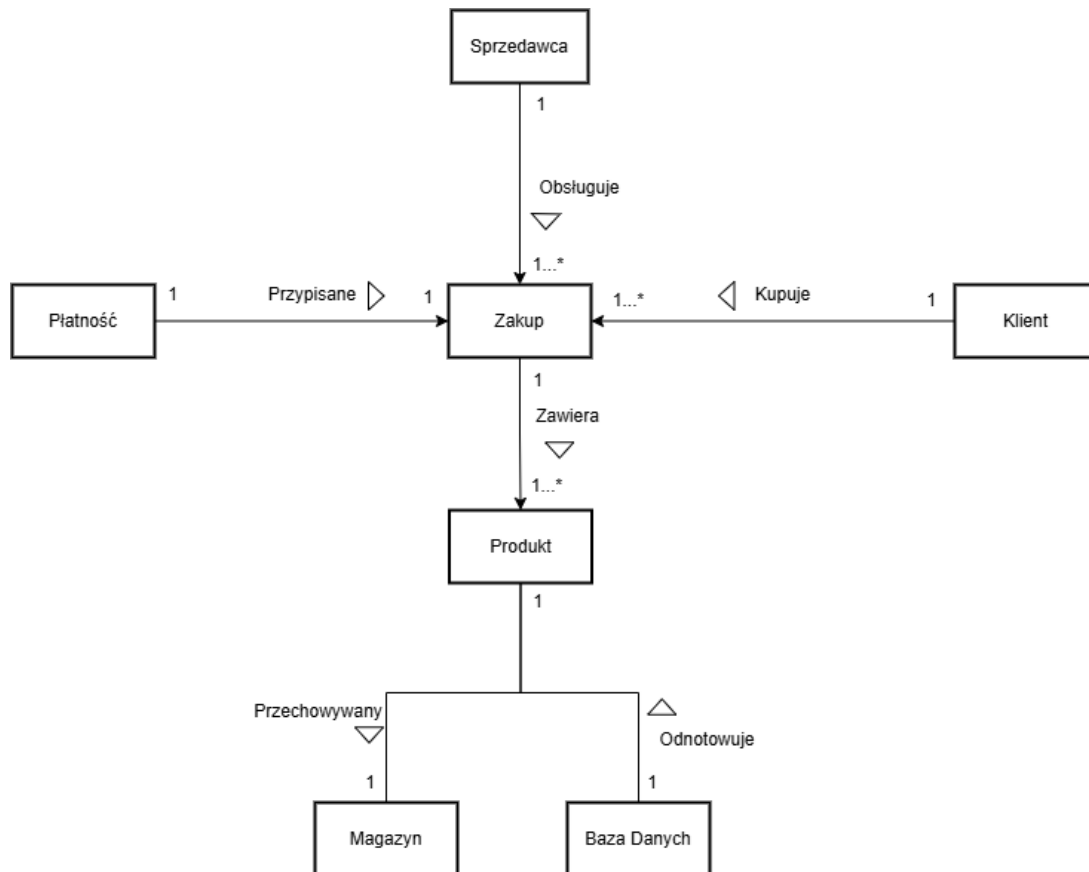 Sprzedawca
1
Obsługuje
1...*
Płatność
1
Przypisane
1
Zakup
1...*
Kupuje
1
Klient
1
Zawiera
1...*
Produkt
1
Przechowywany
Odnotowuje
1
1
Magazyn
Baza Danych